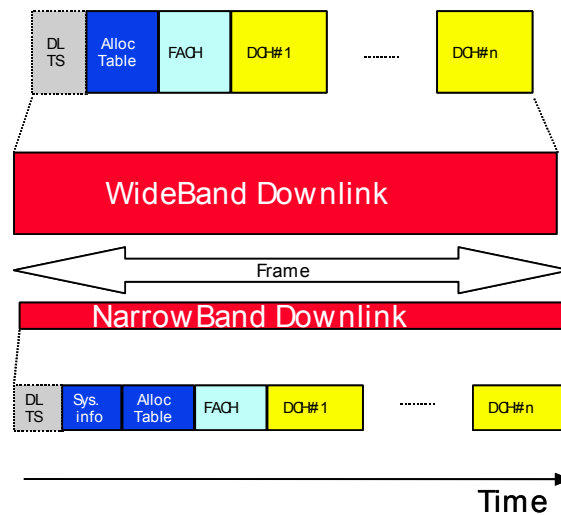 DL
TS
Alloc
Table
FACH
DCH#1
........
DCH#n
WideBand Downlink
Frame
NarrowBand Downlink
DL
TS
Sys.
info
Alloc
Table
FACH
DCH#1
........
DCH#n
Time